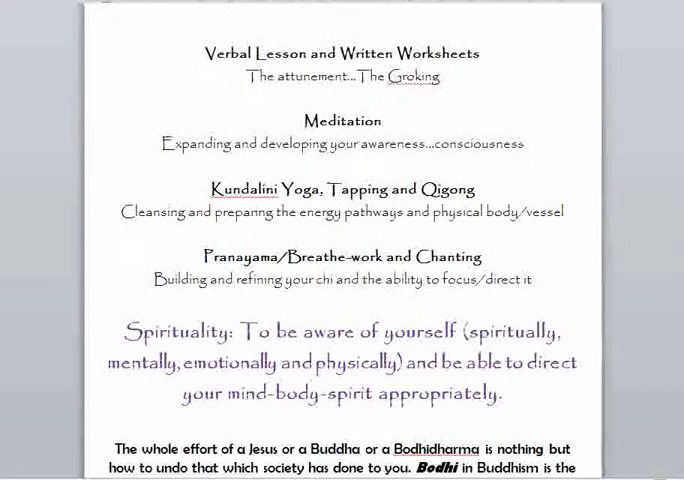 Verbal Lesson and Written Worksheets
The attunement...The Groking
Meditation
Expanding and developing your awareness...consciousness
Kundalini Yoga, Tapping and Qigong
Cleansing and preparing the energy pathways and physical body/vessel
Pranayama/Breathe-work and Chanting
Building and refining your chi and the ability to focus/direct it
Spirituality: To be aware of yourself (spiritually,
mentally, emotionally and physically) and be able to direct
your mind-body-spirit appropriately.
The whole effort of a Jesus or a Buddha or a Bodhidharma is nothing but
how to undo that which society has done to you. Bodhi in Buddhism is the